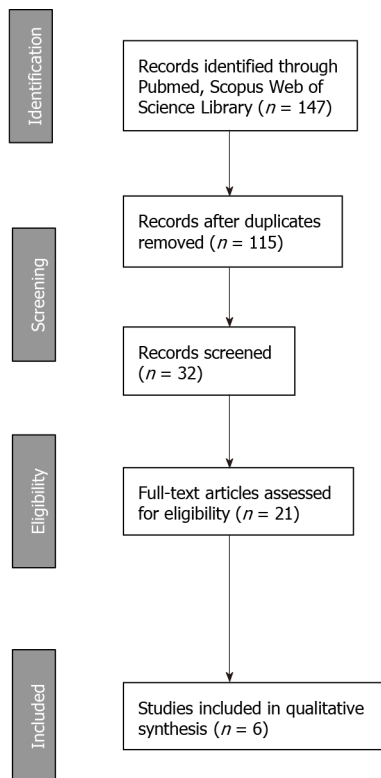 Identification
Records identified through
Pubmed, Scopus Web of
Science Library (n = 147)
Records after duplicates
removed (n = 115)
Screening
Records screened
(n = 32)
Eligibility
Full-text articles assessed
for eligibility (n = 21)
Included
Studies included in qualitative
synthesis (n = 6)